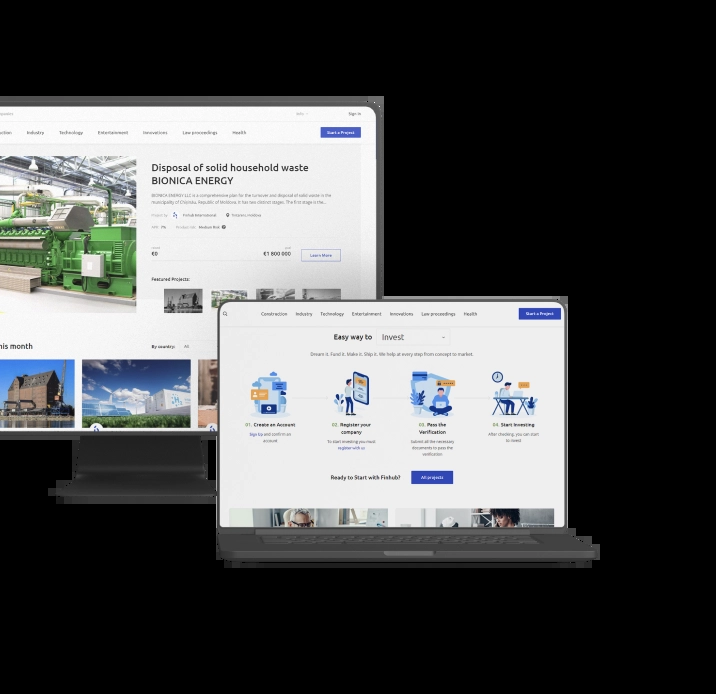 Sign In
Industry Technology Entertainment Innovations Law proceedings Health
Start a Project
Disposal of solid household waste
BIONICA ENERGY
BIONICA ENERGY LLC is a comprehensive plan for the turnover and disposal of solid waste in the
municipality of Chisinau, Republic of Moldova. It has two distinct stages. The first stage is the...
Project by Finhub International
Medium Risk
€0
€1 800 000
Learn More
Featured Projects:
his month
By country: All
Construction Industry Technology Entertainment Innovations Law proceedings Health
Start a Project
Easy way to Invest
Dream it. Fund it. Make it. Ship it. We help at every step from concept to market.
01. Create an Account
Sign Up and confirm an
account
02. Register your
company
To start investing you must
register with us
03. Pass the
Verification
Submit all the necessary
documents to pass the
verification
04. Start Investing
After checking, you can start
to invest
Ready to Start with Finhub?
All projects